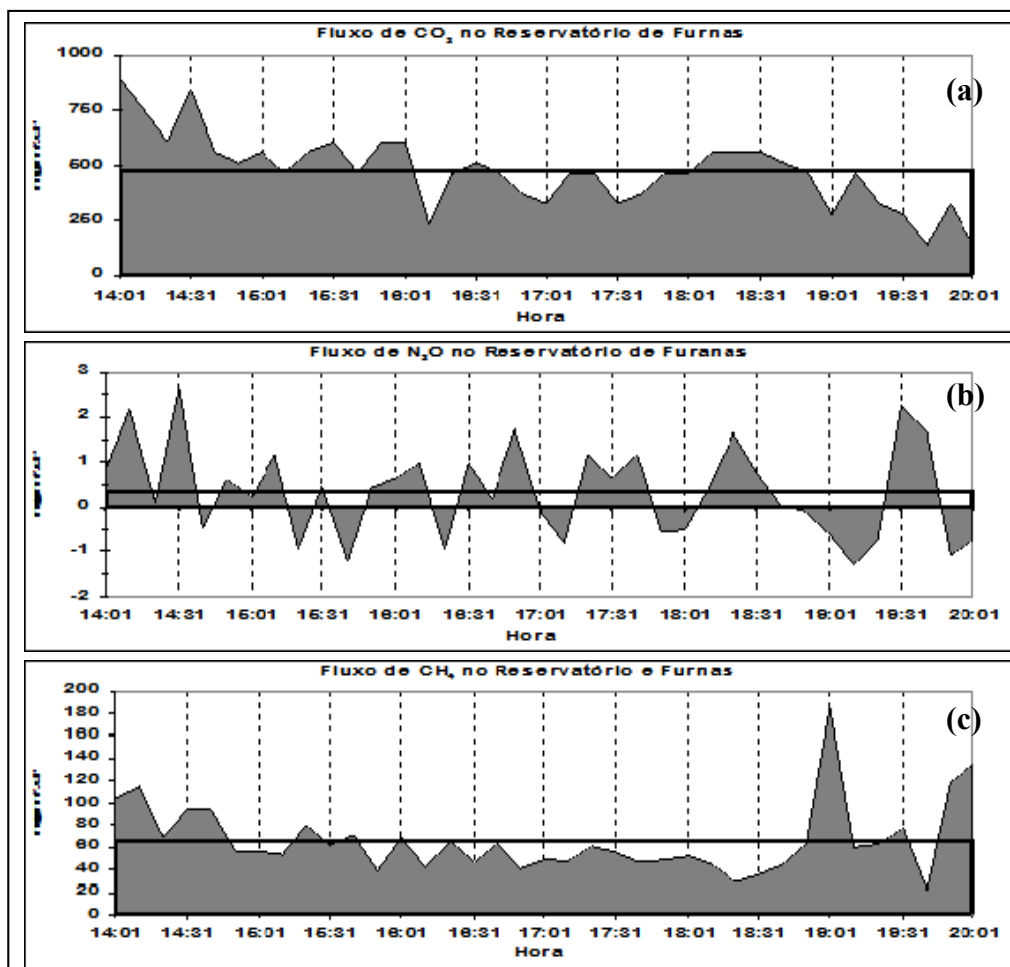 Fluxo de CO₂ no Reservatório de Furnas
(a)
1000
750
500
250
0
14:01 14:31 15:01 15:31 16:01 16:31 17:01 17:31 18:01 18:31 19:01 19:31 20:01
Hora
Fluxo de N₂O no Reservatório de Furanas
(b)
3
2
1
0
-1
-2
14:01 14:31 15:01 15:31 16:01 16:31 17:01 17:31 18:01 18:31 19:01 19:31 20:01
Hora
Fluxo de CH₄ no Reservatório e Furnas
(c)
200
180
160
140
120
100
80
60
40
20
0
14:01 14:31 15:01 15:31 16:01 16:31 17:01 17:31 18:01 18:31 19:01 19:31 20:01
Hora